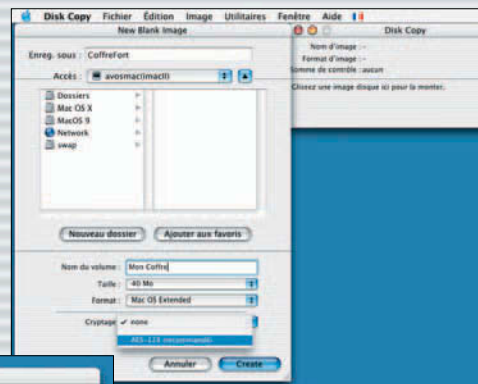 Disk Copy Fichier Édition Image Utilitaires Fenêtre Aide
New Blank Image
Disk Copy
Enreg. sous : CoffreFort
Nom d'image : -
Format d'image : -
Somme de contrôle : aucun
Accès : avosmac(imacli)
Glissez une image disque ici pour la monter.
Dossiers
Mac OS X
MacOS 9
Network
swap
Nouveau dossier
Ajouter aux favoris
Nom du volume : Mon Coffre
Taille : 40 Mo
Format : Mac OS Extended
Cryptage ✓ none
AES-128 (recommandé)
Annuler
Create